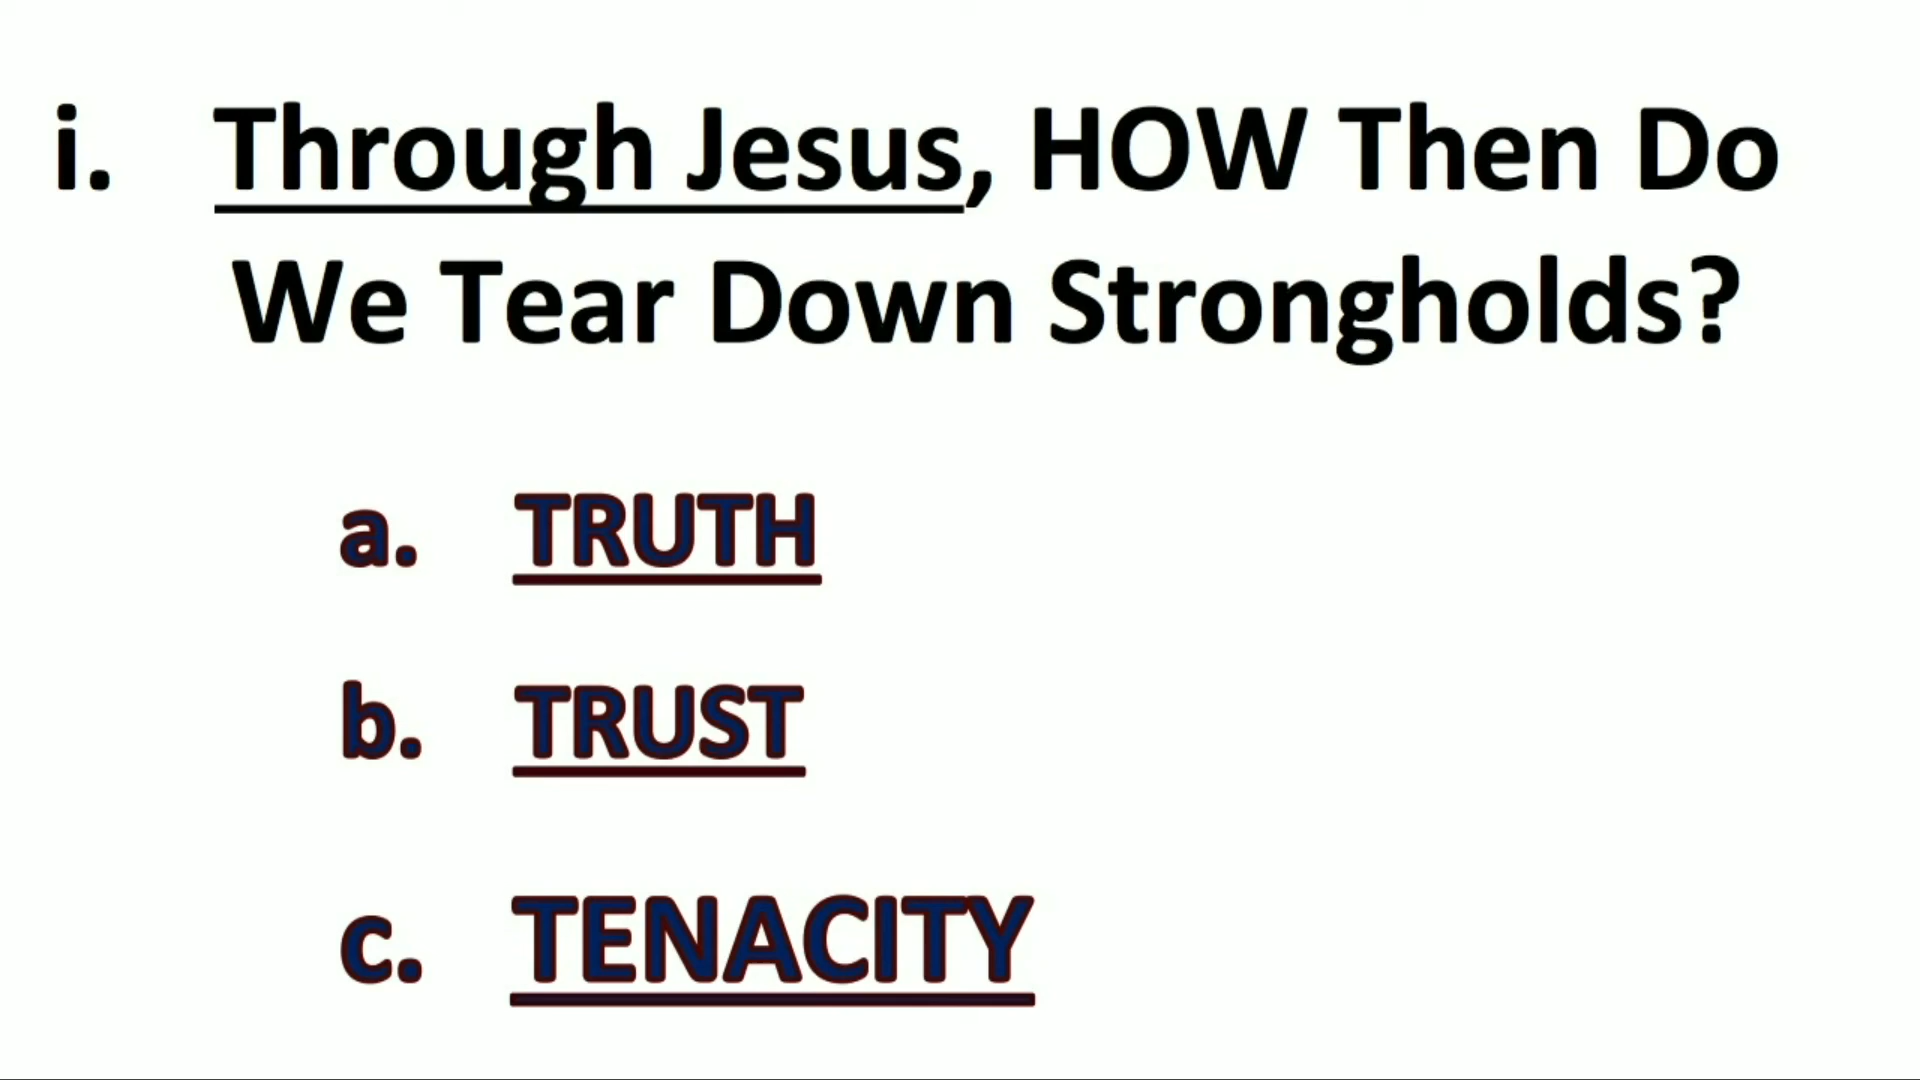 i. Through Jesus, HOW Then Do
We Tear Down Strongholds?
a. TRUTH
b. TRUST
c. TENACITY